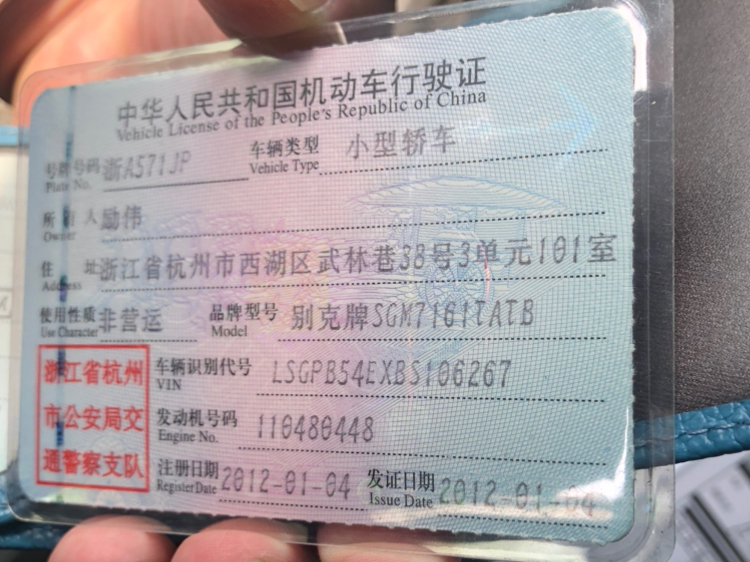 中华人民共和国机动车行驶证
Vehicle License of the People's Republic of China
号牌号码 浙A571JP 车辆类型 小型轿车
Plate No. Vehicle Type
所有人 励伟
Owner
住址 浙江省杭州市西湖区武林巷38号3单元101室
Address
使用性质 非营运 品牌型号 别克牌SGM7161TATB
Use Character Model
浙江省杭州
市公安局交
通警察支队
车辆识别代号 LSGPB54EXBS106267
VIN
发动机号码 110480448
Engine No.
注册日期 2012-01-04 发证日期 2012-01-04
Register Date Issue Date